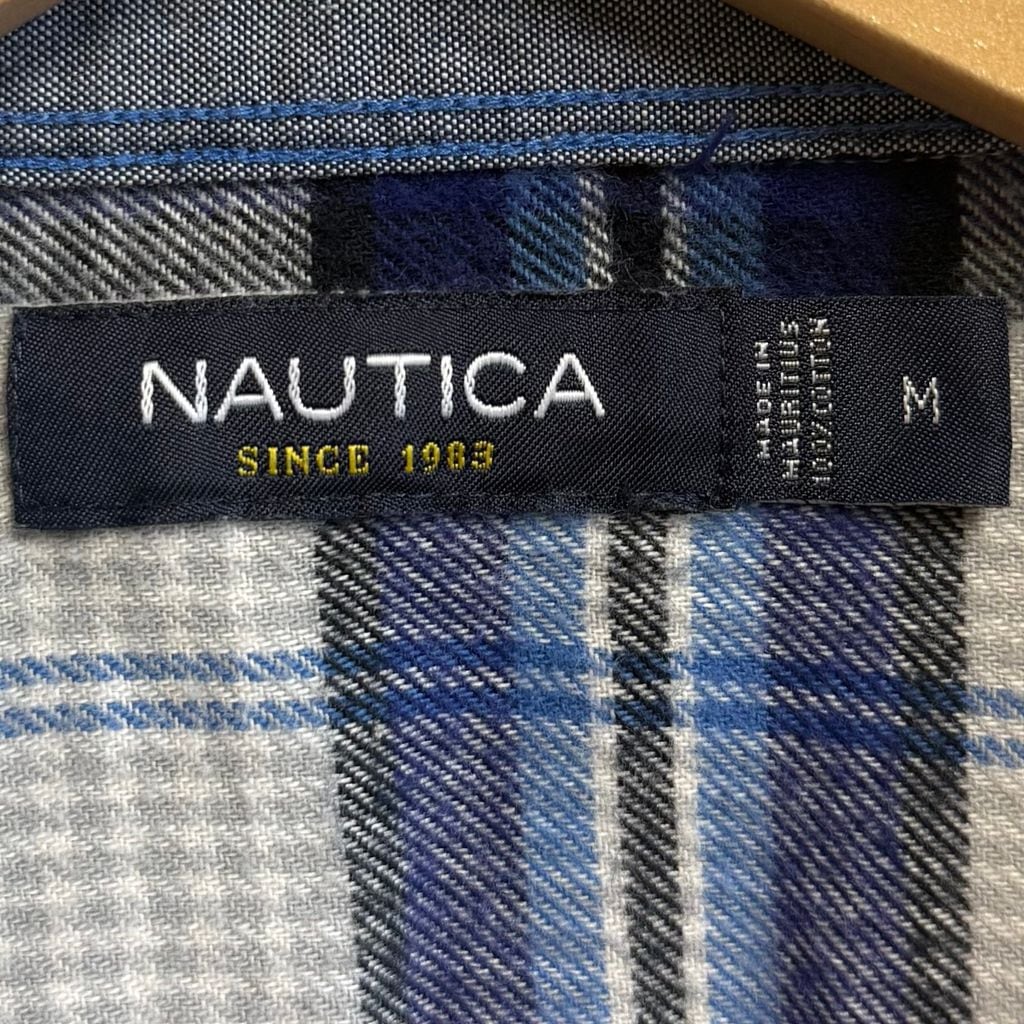 NAUTICA
SINCE 1983
MADE IN
MAURITIUS
100% COTTON
M